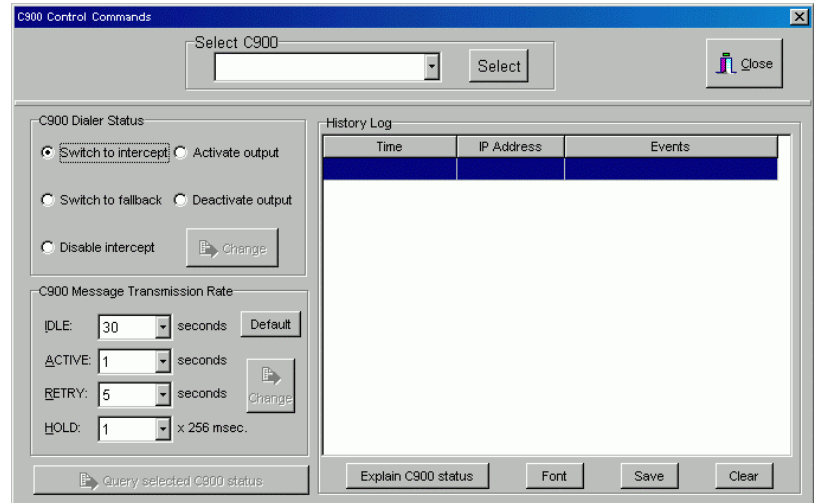 C900 Control Commands
Select C900
Select
Close
C900 Dialer Status
Switch to intercept
Activate output
Switch to fallback
Deactivate output
Disable intercept
Change
C900 Message Transmission Rate
IDLE: 30 seconds
Default
ACTIVE: 1 seconds
RETRY: 5 seconds
Change
HOLD: 1 x 256 msec.
Query selected C900 status
History Log
Time IP Address Events
Explain C900 status
Font
Save
Clear